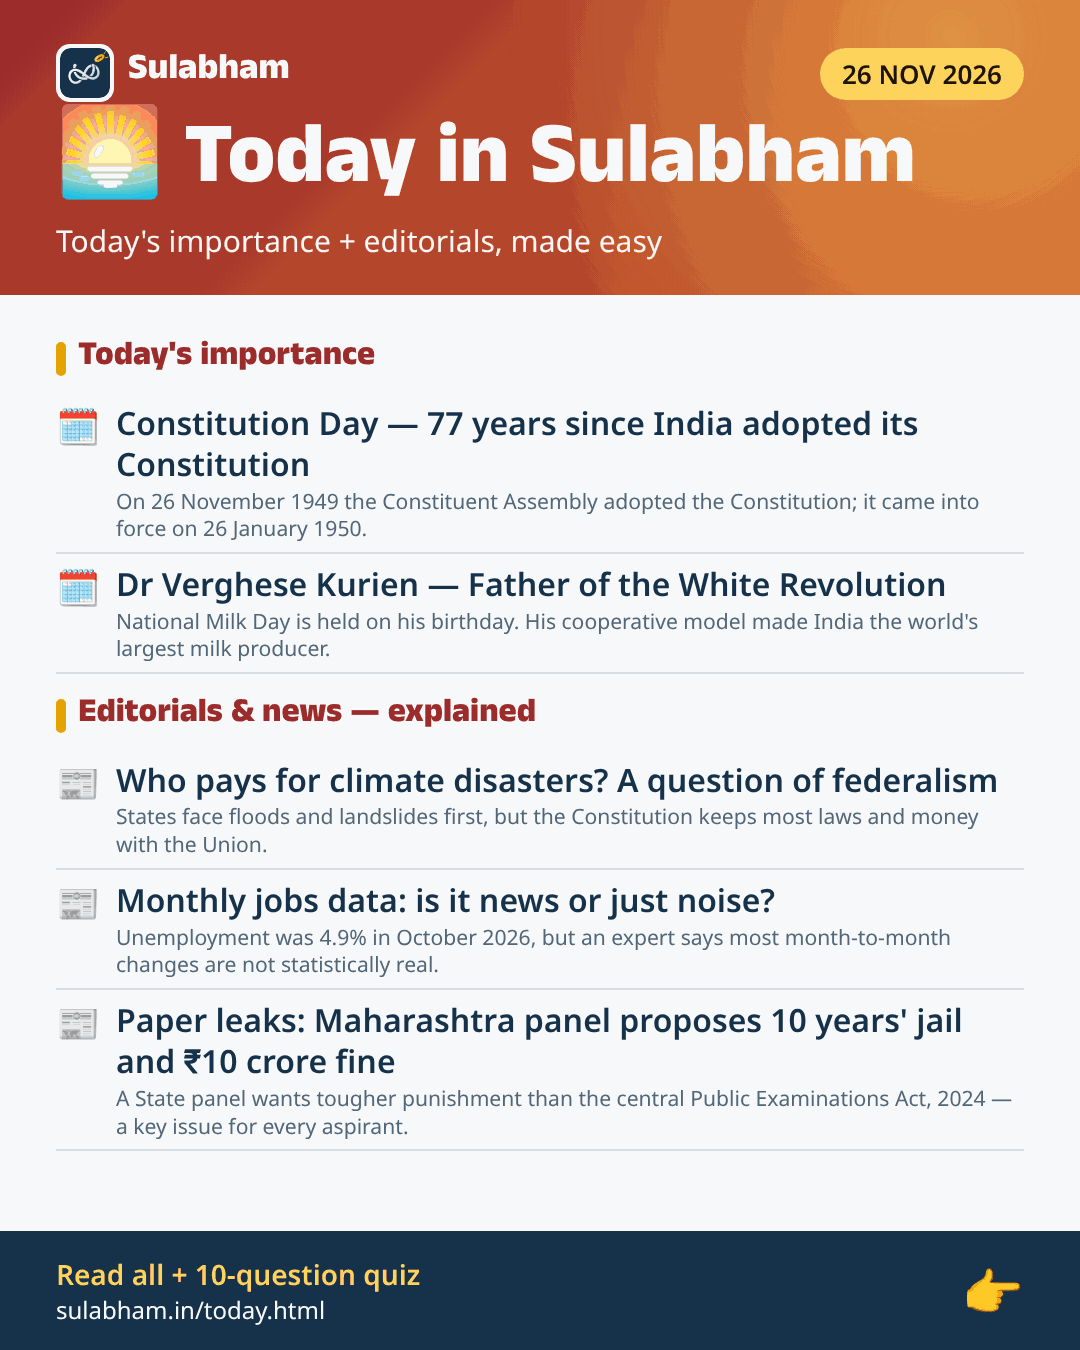 Sulabham
26 NOV 2026
Today in Sulabham
Today's importance + editorials, made easy
Today's importance
Constitution Day — 77 years since India adopted its
Constitution
On 26 November 1949 the Constituent Assembly adopted the Constitution; it came into
force on 26 January 1950.
Dr Verghese Kurien — Father of the White Revolution
National Milk Day is held on his birthday. His cooperative model made India the world's
largest milk producer.
Editorials & news — explained
Who pays for climate disasters? A question of federalism
States face floods and landslides first, but the Constitution keeps most laws and money
with the Union.
Monthly jobs data: is it news or just noise?
Unemployment was 4.9% in October 2026, but an expert says most month-to-month
changes are not statistically real.
Paper leaks: Maharashtra panel proposes 10 years' jail
and ₹10 crore fine
A State panel wants tougher punishment than the central Public Examinations Act, 2024 —
a key issue for every aspirant.
Read all + 10-question quiz
sulabham.in/today.html